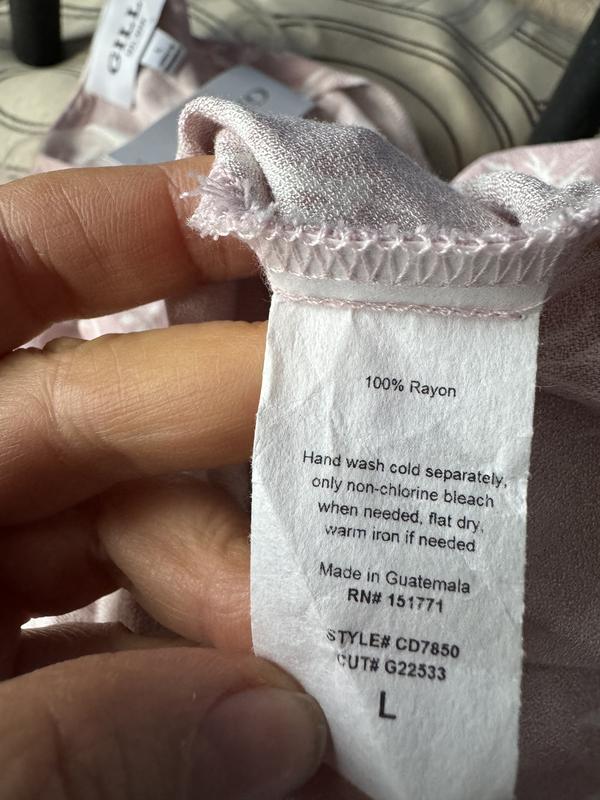 GILL
100% Rayon
Hand wash cold separately,
only non-chlorine bleach
when needed, flat dry,
warm iron if needed
Made in Guatemala
RN# 151771
STYLE# CD7850
CUT# G22533
L